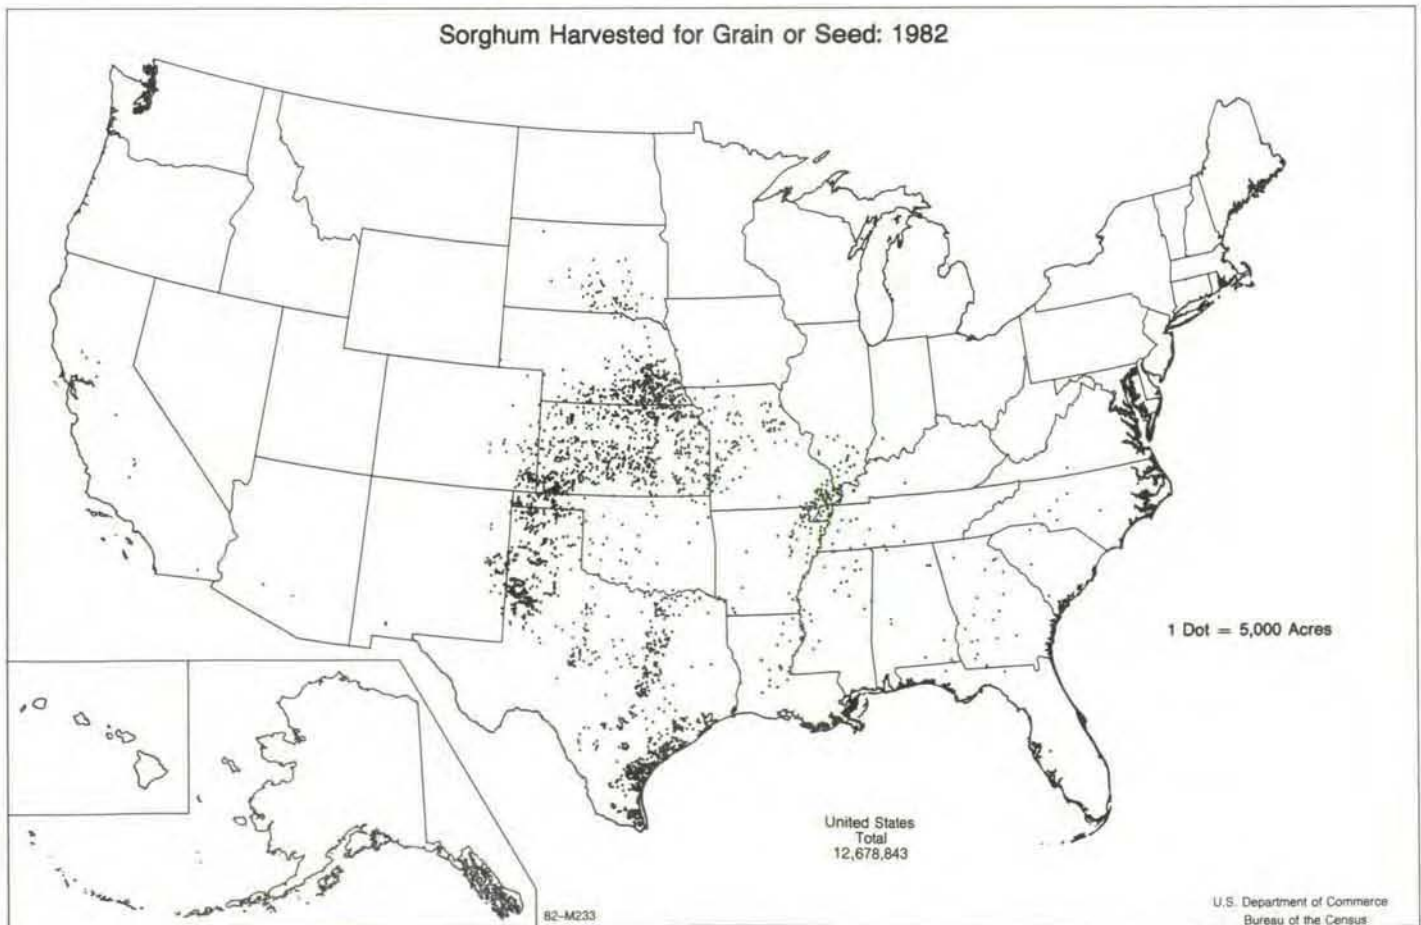 Sorghum Harvested for Grain or Seed: 1982
1 Dot = 5,000 Acres
United States
Total
12,678,843
82-M233
U.S. Department of Commerce
Bureau of the Census